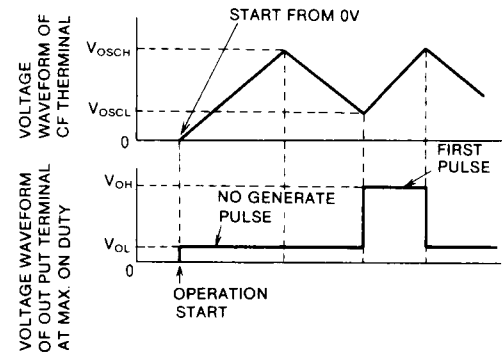 START FROM 0V
VOLTAGE
WAVEFORM OF
CF THERMINAL
VOSCH
VOSCL
0
VOLTAGE WAVEFORM
OF OUT PUT TERMINAL
AT MAX. ON DUTY
VOH
VOL
0
NO GENERATE
PULSE
FIRST
PULSE
OPERATION
START